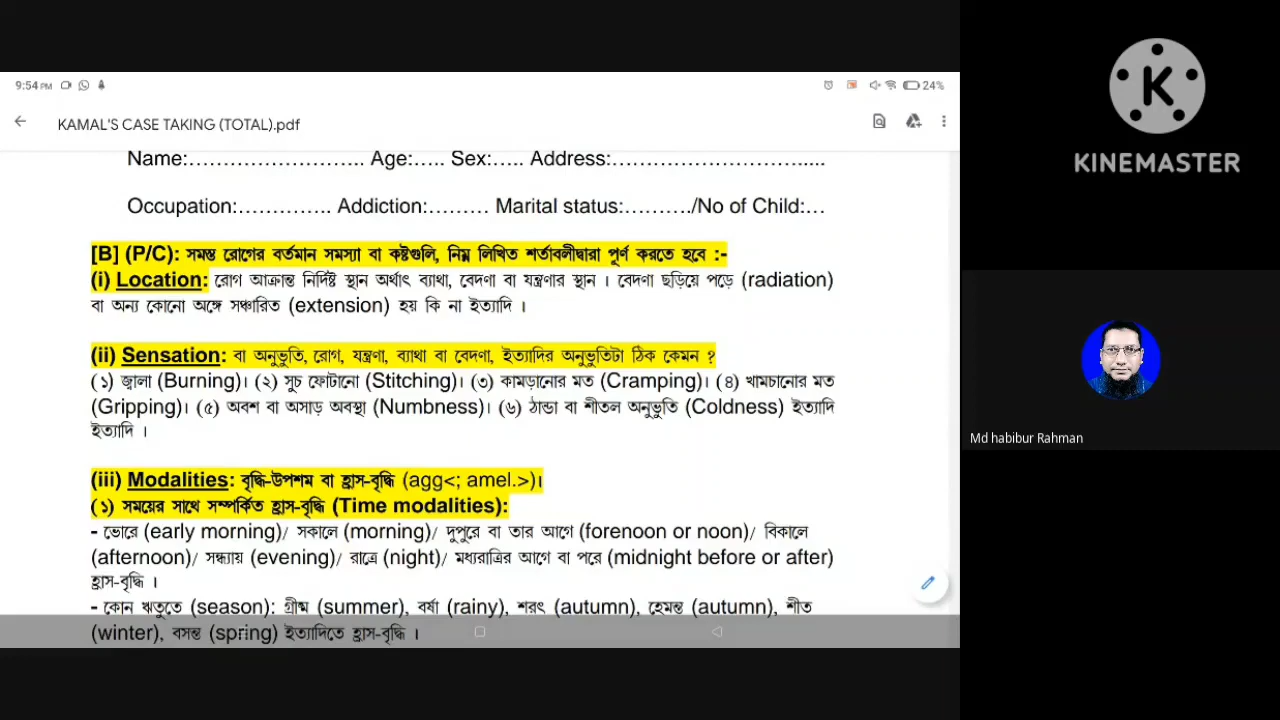 9:54 PM
24%
KAMAL'S CASE TAKING (TOTAL).pdf
Name:…………………….. Age:….. Sex:….. Address:……………………….....
Occupation:………….. Addiction:……… Marital status:………./No of Child:…
[B] (P/C): সমস্ত রোগের বর্তমান সমস্যা বা কষ্টগুলি, নিম্ন লিখিত শর্তাবলীদ্বারা পূর্ণ করতে হবে :-
(i) Location: রোগ আক্রান্ত নির্দিষ্ট স্থান অর্থাৎ ব্যাথা, বেদণা বা যন্ত্রণার স্থান । বেদণা ছড়িয়ে পড়ে (radiation)
বা অন্য কোনো অঙ্গে সঞ্চারিত (extension) হয় কি না ইত্যাদি ।
(ii) Sensation: বা অনুভুতি, রোগ, যন্ত্রণা, ব্যাথা বা বেদণা, ইত্যাদির অনুভুতিটা ঠিক কেমন ?
(১) জ্বালা (Burning)। (২) সুচ ফোটানো (Stitching)। (৩) কামড়ানোর মত (Cramping)। (৪) খামচানোর মত
(Gripping)। (৫) অবশ বা অসাড় অবস্থা (Numbness)। (৬) ঠান্ডা বা শীতল অনুভুতি (Coldness) ইত্যাদি
ইত্যাদি ।
(iii) Modalities: বৃদ্ধি-উপশম বা হ্রাস-বৃদ্ধি (agg<; amel.>)।
(১) সময়ের সাথে সম্পর্কিত হ্রাস-বৃদ্ধি (Time modalities):
- ভোরে (early morning)/ সকালে (morning)/ দুপুরে বা তার আগে (forenoon or noon)/ বিকালে
(afternoon)/ সন্ধ্যায় (evening)/ রাত্রে (night)/ মধ্যরাত্রির আগে বা পরে (midnight before or after)
হ্রাস-বৃদ্ধি ।
- কোন ঋতুতে (season): গ্রীষ্ম (summer), বর্ষা (rainy), শরৎ (autumn), হেমন্ত (autumn), শীত
(winter), বসন্ত (spring) ইত্যাদিতে হ্রাস-বৃদ্ধি ।
K
KINEMASTER
Md habibur Rahman